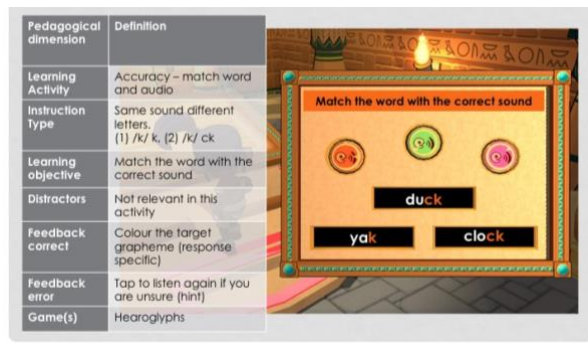 Pedagogical dimension Definition
Learning Activity Accuracy – match word and audio
Instruction Type Same sound different letters. (1) /k/ k, (2) /k/ ck
Learning objective Match the word with the correct sound
Distractors Not relevant in this activity
Feedback correct Colour the target grapheme (response specific)
Feedback error Tap to listen again if you are unsure (hint)
Game(s) Hearoglyphs
Match the word with the correct sound
duck
yak clock